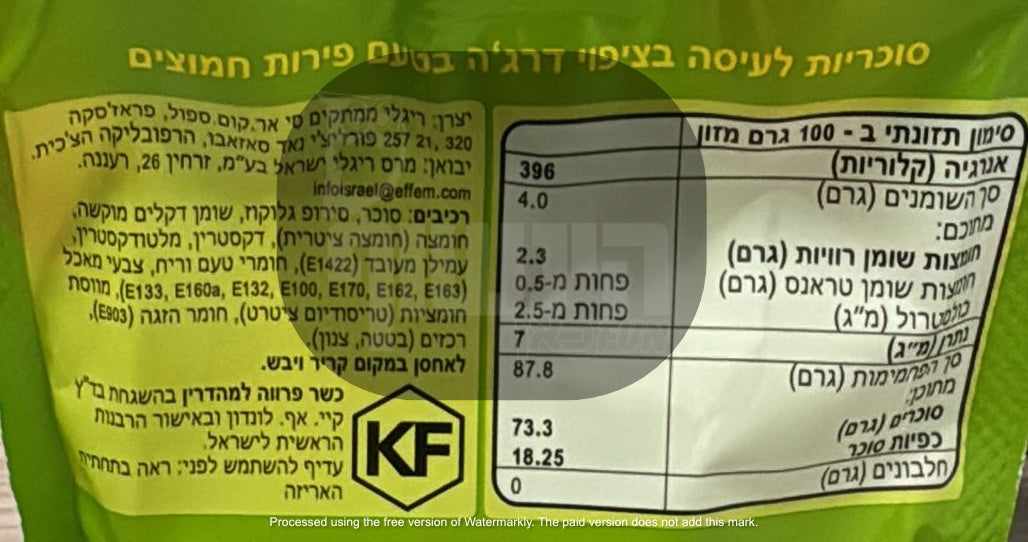 סוכריות לעיסה בציפוי דרג'ה בטעם פירות חמוצים
יצרן: ריגלי ממתקים סי אר.קום.ספול, פראז'סקה
320, 257 21 פורז'יצ'י נאד סאזאבו, הרפובליקה הצ'כית.
יבואן: מרס ריגלי ישראל בע"מ, זרחין 26, רעננה.
infoisrael@effem.com
רכיבים: סוכר, סירופ גלוקוז, שומן דקלים מוקשה,
חומצה (חומצה ציטרית), דקסטרין, מלטודקסטרין,
עמילן מעובד (E1422), חומרי טעם וריח, צבעי מאכל
(E133, E160a, E132, E100, E170, E162, E163), מווסת
חומציות (טריסודיום ציטרט), חומר הזגה (E903),
רכזים (בטטה, צנון).
לאחסן במקום קריר ויבש.
כשר פרווה למהדרין בהשגחת בד"ץ
קיי. אף. לונדון ובאישור הרבנות
הראשית לישראל.
עדיף להשתמש לפני: ראה בתחתית
האריזה
KF
סימון תזונתי ב - 100 גרם מזון
אנרגיה (קלוריות) 396
סך השומנים (גרם) 4.0
מתוכם:
חומצות שומן רוויות (גרם) 2.3
חומצות שומן טראנס (גרם) פחות מ-0.5
כולסטרול (מ"ג) פחות מ-2.5
נתרן (מ"ג) 7
סך הפחמימות (גרם) 87.8
מתוכן:
סוכרים (גרם) 73.3
כפיות סוכר 18.25
חלבונים (גרם) 0
Processed using the free version of Watermarkly. The paid version does not add this mark.